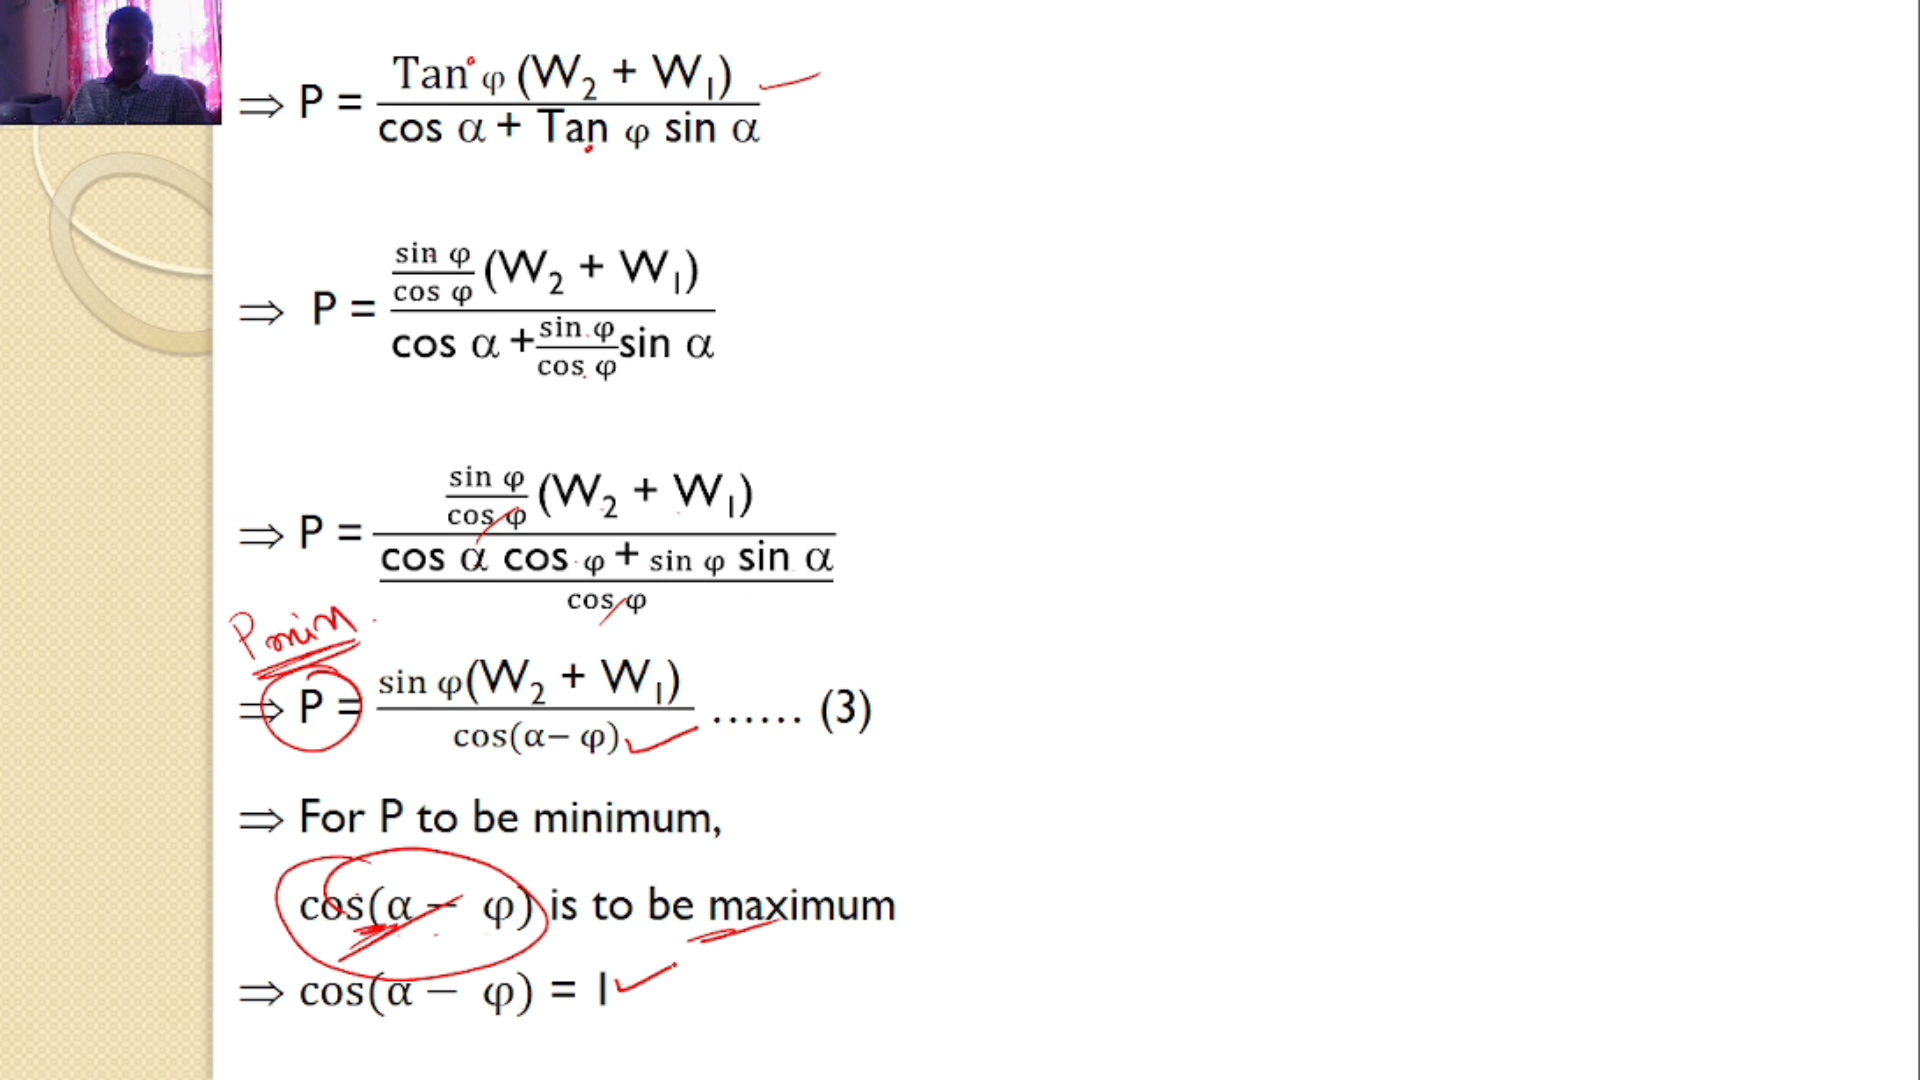 ⇒ P = Tan φ (W₂ + W₁) / cos α + Tan φ sin α
⇒ P = sin φ / cos φ (W₂ + W₁) / cos α + sin φ / cos φ sin α
⇒ P = sin φ / cos φ (W₂ + W₁) / cos α cos φ + sin φ sin α / cos φ
P min
⇒ P = sin φ(W₂ + W₁) / cos(α− φ) ...... (3)
⇒ For P to be minimum,
cos(α − φ) is to be maximum
⇒ cos(α − φ) = 1